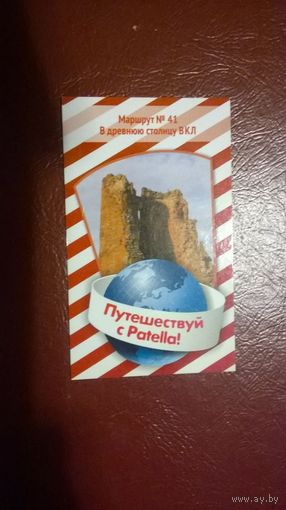 Маршрут № 41
В древнюю столицу ВКЛ
Путешествуй
с Patella!
www.ay.by